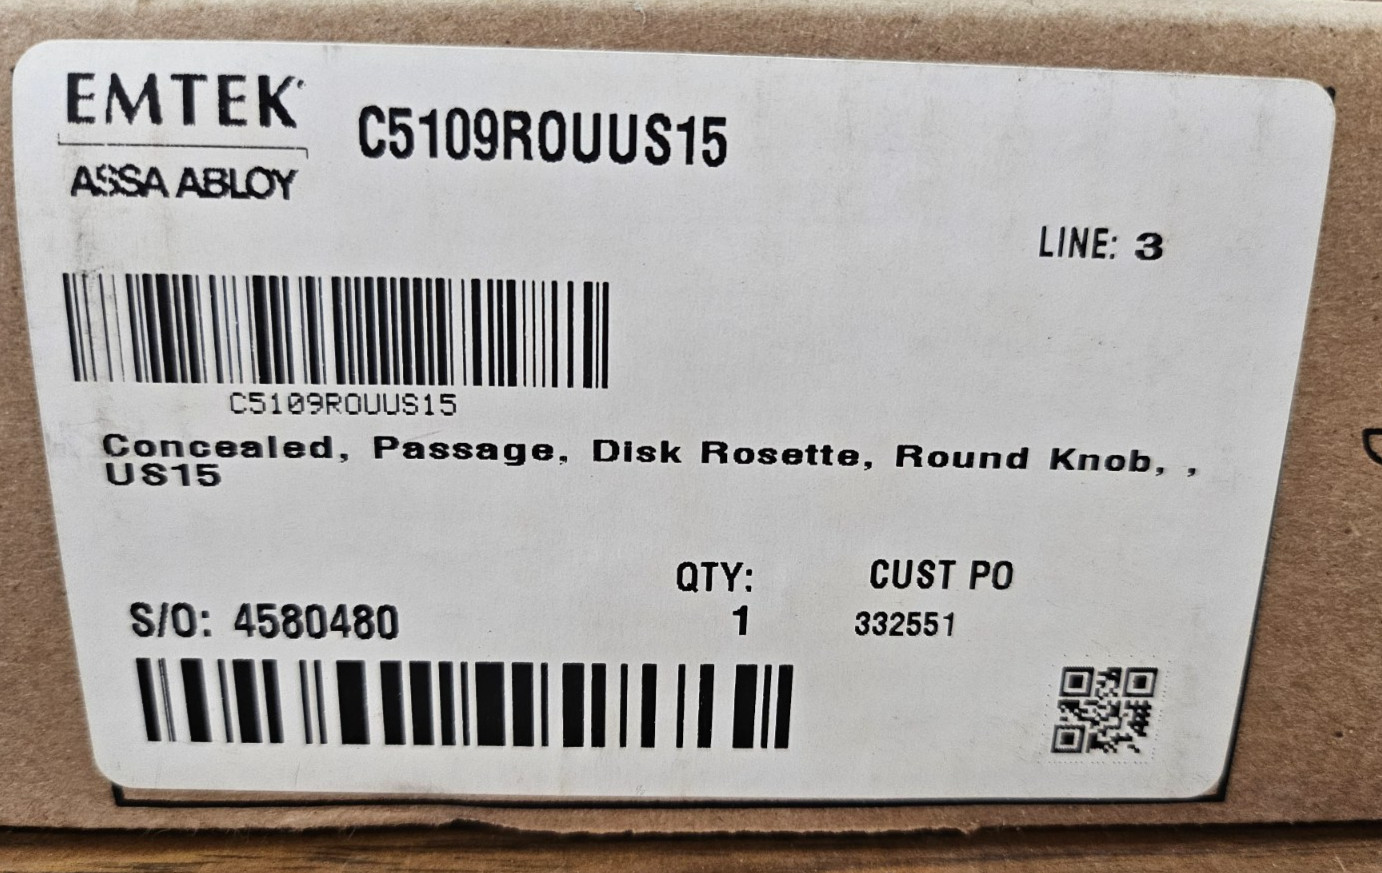 EMTEK
ASSA ABLOY
C5109ROUUS15
LINE: 3
C5109ROUUS15
Concealed, Passage, Disk Rosette, Round Knob, ,
US15
QTY:
1
CUST PO
332551
S/O: 4580480